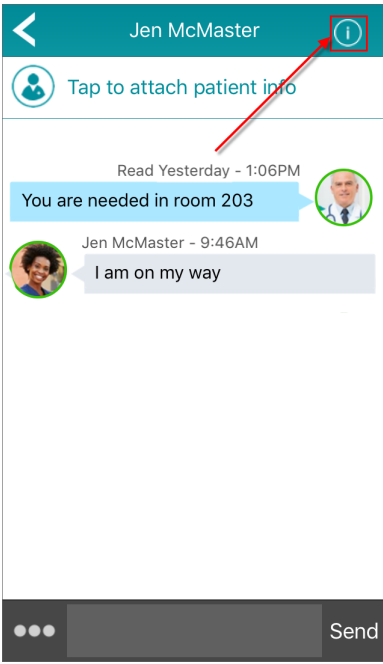 Jen McMaster
Tap to attach patient info
Read Yesterday - 1:06PM
You are needed in room 203
Jen McMaster - 9:46AM
I am on my way
Send